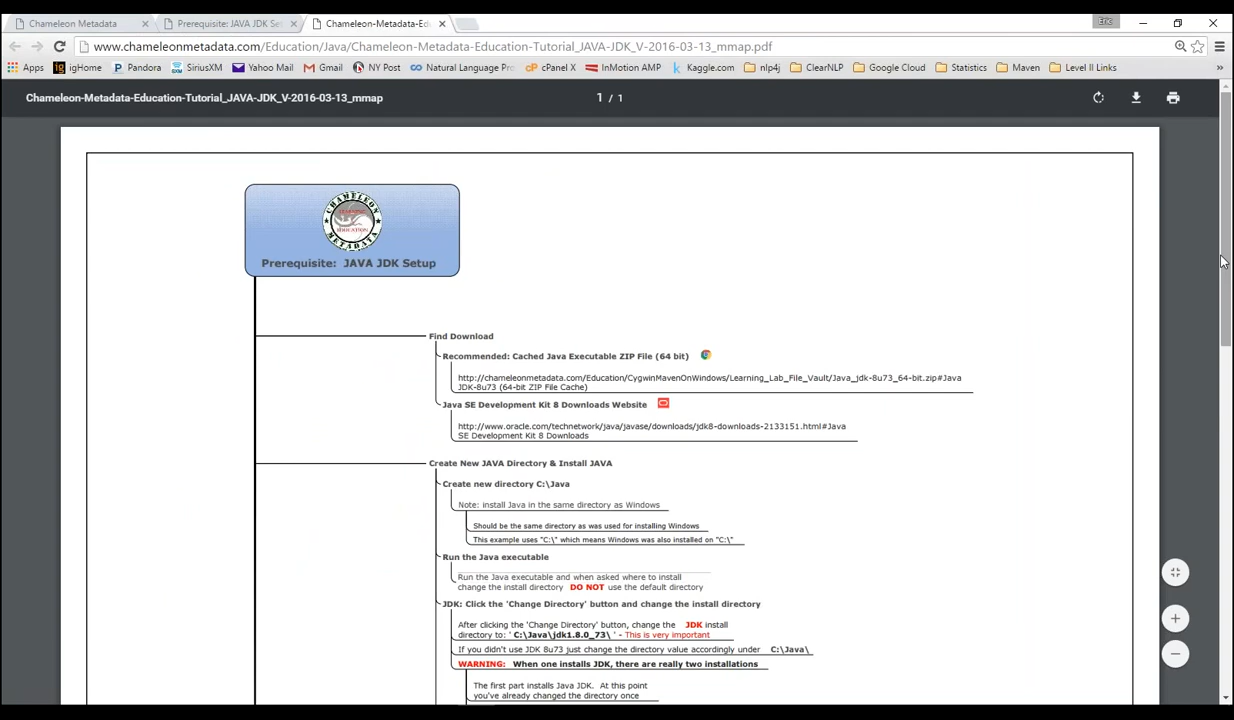 Chameleon Metadata
Prerequisite: JAVA JDK Set
Chameleon-Metadata-Ed
Eric
www.chameleonmetadata.com/Education/Java/Chameleon-Metadata-Education-Tutorial_JAVA-JDK_V-2016-03-13_mmap.pdf
Apps
igHome
Pandora
SiriusXM
Yahoo Mail
Gmail
NY Post
Natural Language Pro
cPanel X
InMotion AMP
Kaggle.com
nlp4j
ClearNLP
Google Cloud
Statistics
Maven
Level II Links
»
Chameleon-Metadata-Education-Tutorial_JAVA-JDK_V-2016-03-13_mmap
1 / 1
CHAMELEON
LEARNING
EDUCATION
METADATA
Prerequisite: JAVA JDK Setup
Find Download
Recommended: Cached Java Executable ZIP File (64 bit)
http://chameleonmetadata.com/Education/CygwinMavenOnWindows/Learning_Lab_File_Vault/Java_jdk-8u73_64-bit.zip#Java
JDK-8u73 (64-bit ZIP File Cache)
Java SE Development Kit 8 Downloads Website
http://www.oracle.com/technetwork/java/javase/downloads/jdk8-downloads-2133151.html#Java
SE Development Kit 8 Downloads
Create New JAVA Directory & Install JAVA
Create new directory C:\Java
Note: install Java in the same directory as Windows
Should be the same directory as was used for installing Windows
This example uses "C:\" which means Windows was also installed on "C:\"
Run the Java executable
Run the Java executable and when asked where to install
change the install directory DO NOT use the default directory
JDK: Click the 'Change Directory' button and change the install directory
After clicking the 'Change Directory' button, change the JDK install
directory to: ' C:\Java\jdk1.8.0_73\ ' - This is very important
If you didn't use JDK 8u73 just change the value accordingly under C:\Java\
WARNING: When one installs JDK, there are really two installations
The first part installs Java JDK. At this point
you've already changed the directory once